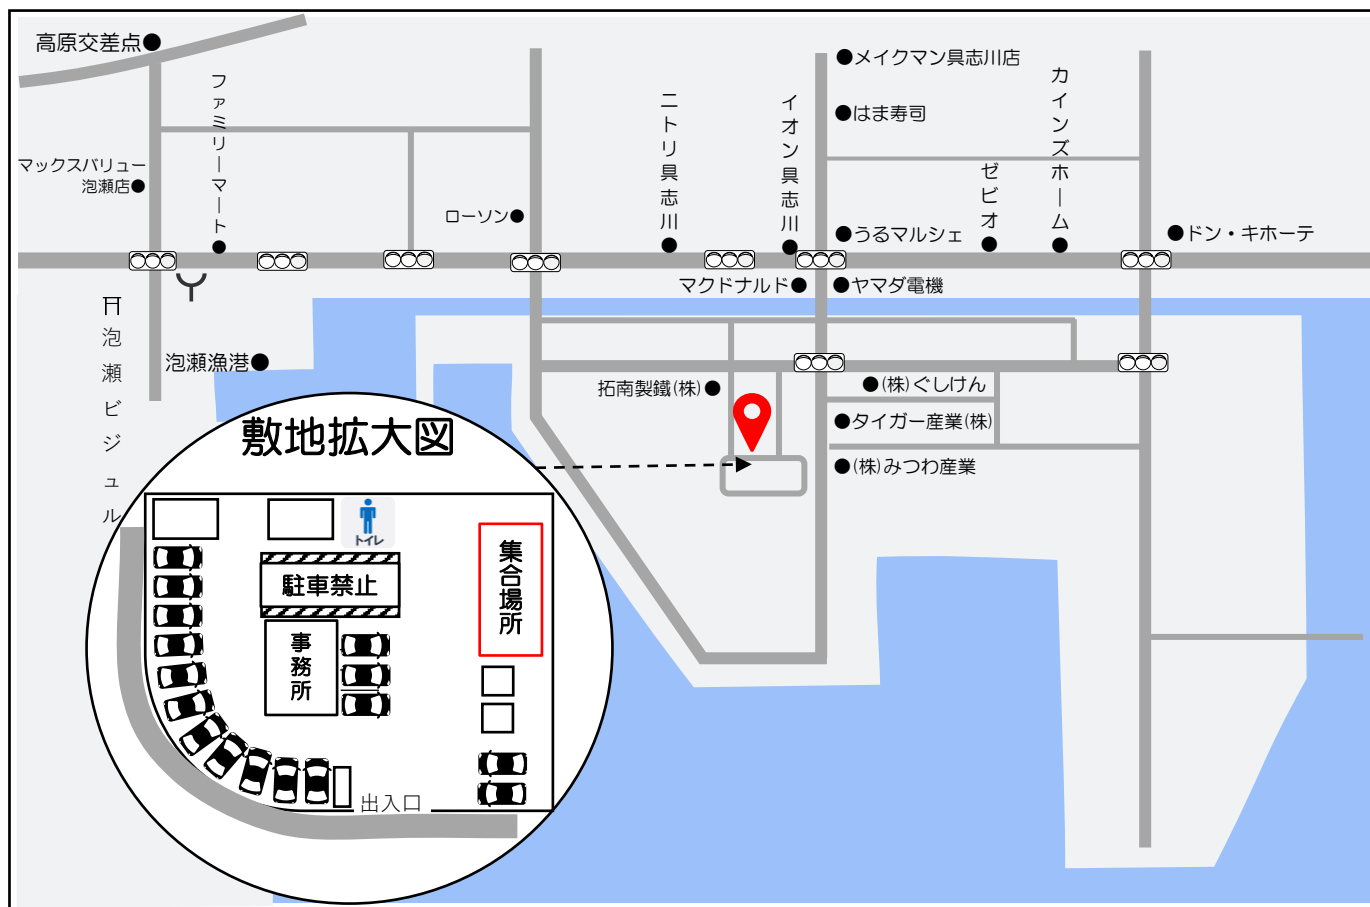 高原交差点
ファミリーマート
マックスバリュー
泡瀬店
ローソン
ニトリ具志川
イオン具志川
メイクマン具志川店
はま寿司
うるマルシェ
ゼビオ
カインズホーム
ドン・キホーテ
マクドナルド
ヤマダ電機
泡瀬ビジュル
泡瀬漁港
拓南製鐵(株)
(株)ぐしけん
タイガー産業(株)
(株)みつわ産業
敷地拡大図
トイレ
駐車禁止
集合場所
事務所
出入口